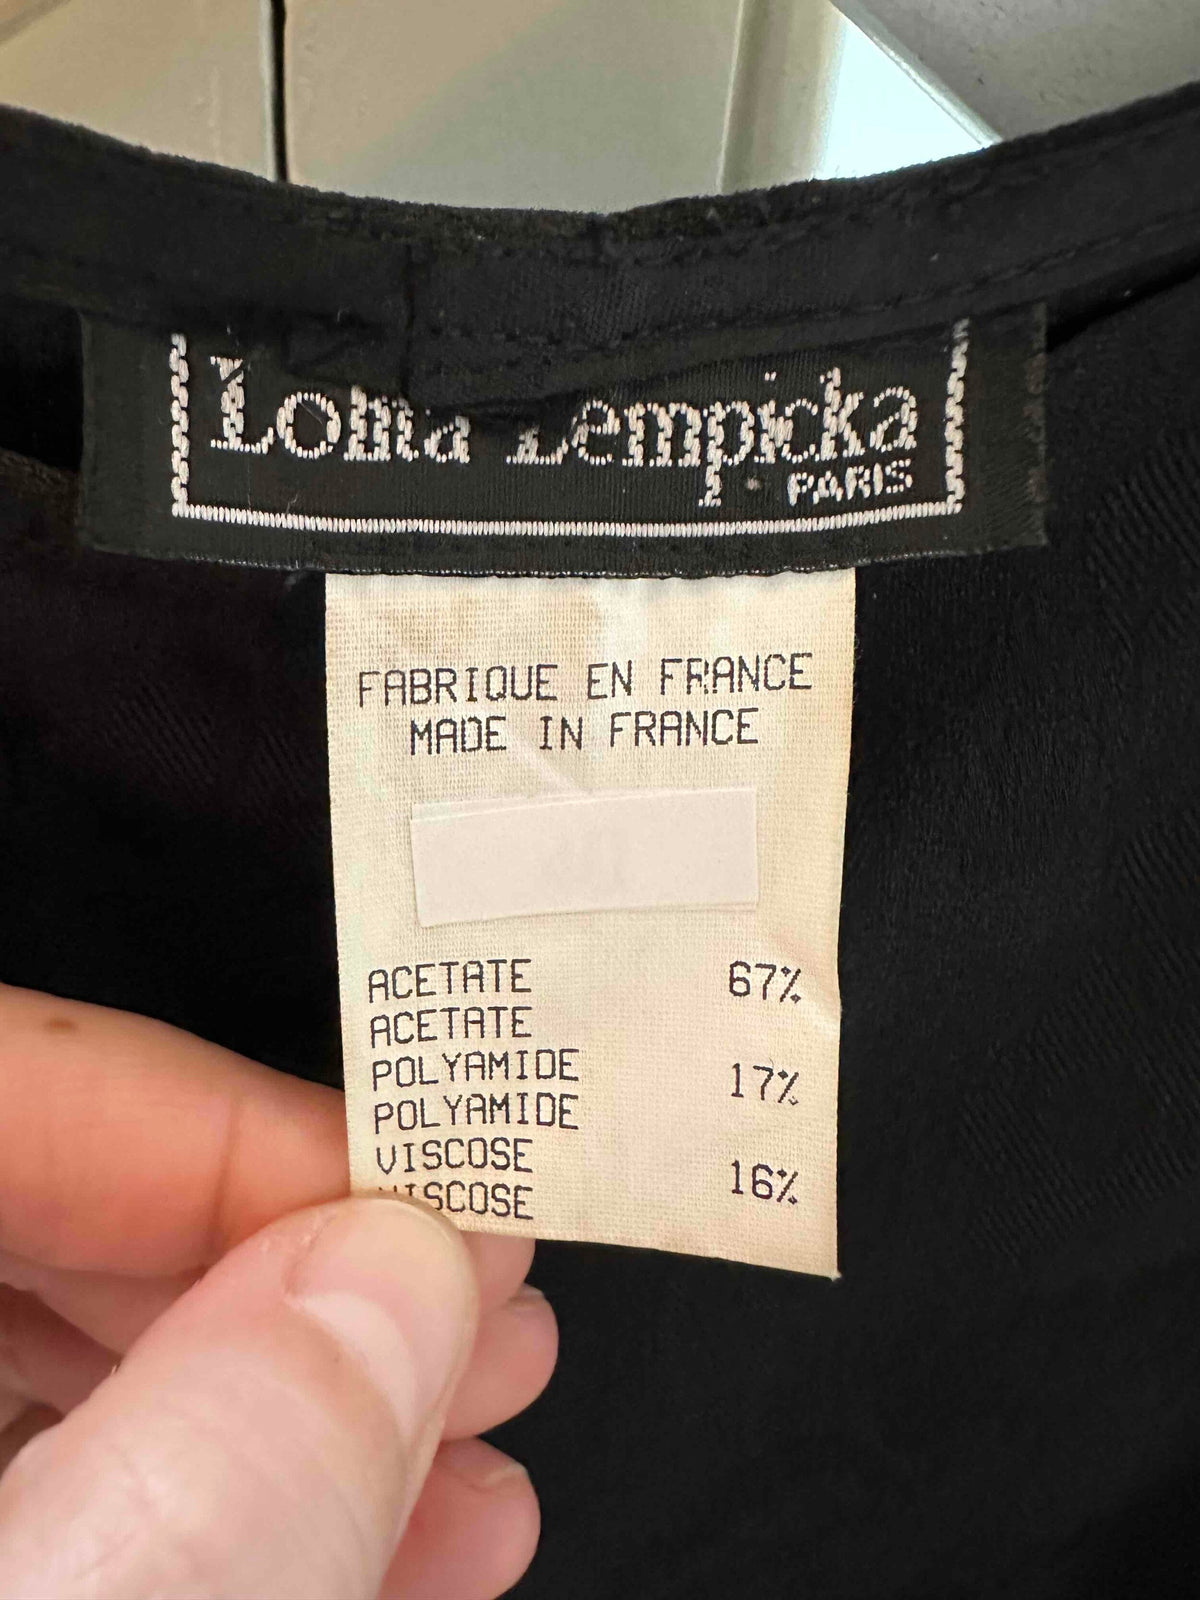 Lolita Lempicka
PARIS
FABRIQUE EN FRANCE
MADE IN FRANCE
ACETATE 67%
ACETATE
POLYAMIDE 17%
POLYAMIDE
VISCOSE 16%
VISCOSE